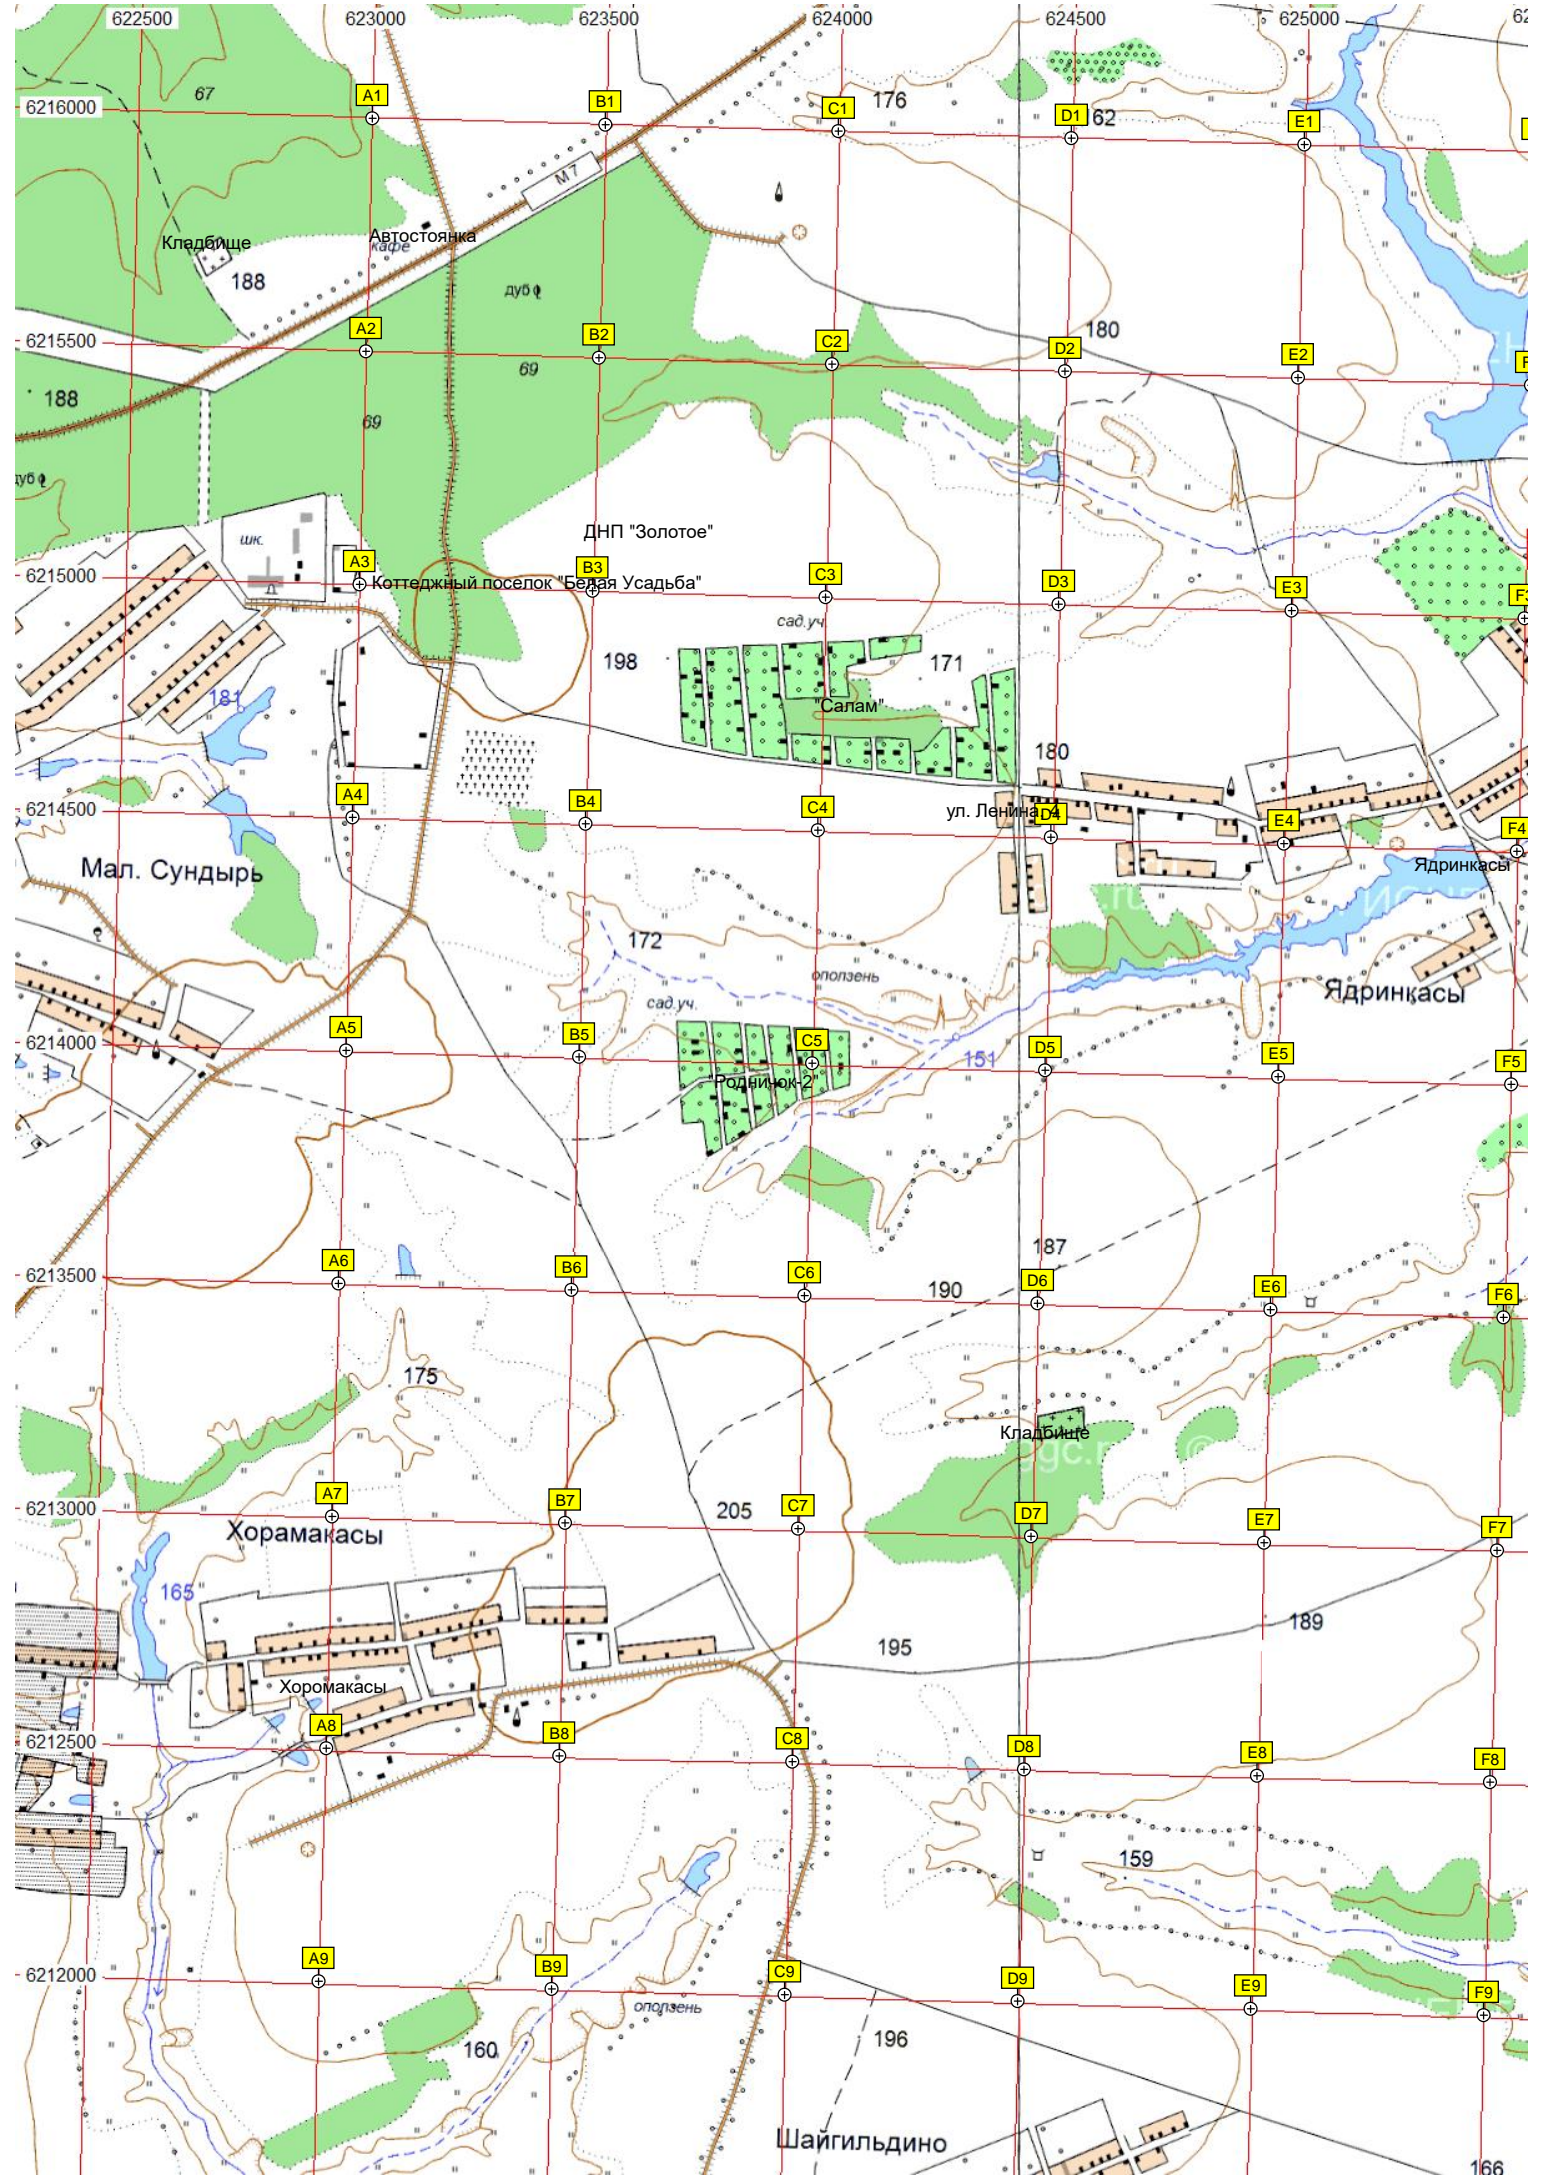 622500 623000 623500 624000 624500 625000
67
A1
B1
C1
176
D1
62
E1
6216000
М 7
Кладбище
Автостоянка
кафе
188
дуб
6215500
A2
B2
C2
D2
180
E2
F
69
188
69
ДНП "Золотое"
шк.
6215000
A3
Коттеджный поселок "Белая Усадьба"
B3
C3
D3
E3
F3
сад.уч.
198
171
181
"Салам"
180
6214500
A4
B4
C4
ул. Ленина, 4
D4
E4
F4
Ядринкасы
Мал. Сундырь
172
оползень
сад.уч.
Ядринкасы
6214000
A5
B5
C5
151
D5
E5
F5
"Родничок-2"
187
6213500
A6
B6
C6
190
D6
E6
F6
175
Кладбище
ggc.r
6213000
A7
B7
205
C7
D7
E7
F7
Хорамакасы
165
195
189
Хоромакасы
6212500
A8
B8
C8
D8
E8
F8
159
6212000
A9
B9
C9
D9
E9
F9
оползень
160
196
Шайгильдино
166